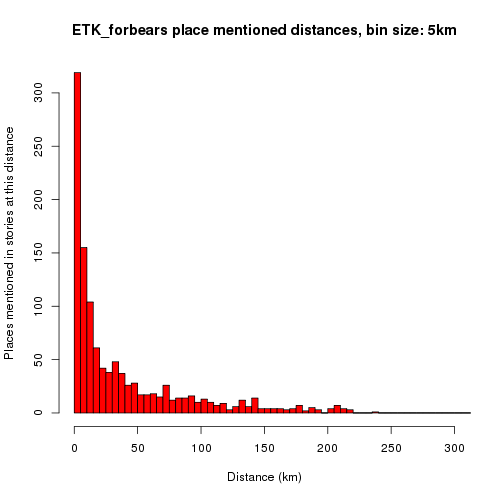 ETK_forbears place mentioned distances, bin size: 5km
Places mentioned in stories at this distance
300
250
200
150
100
50
0
0 50 100 150 200 250 300
Distance (km)